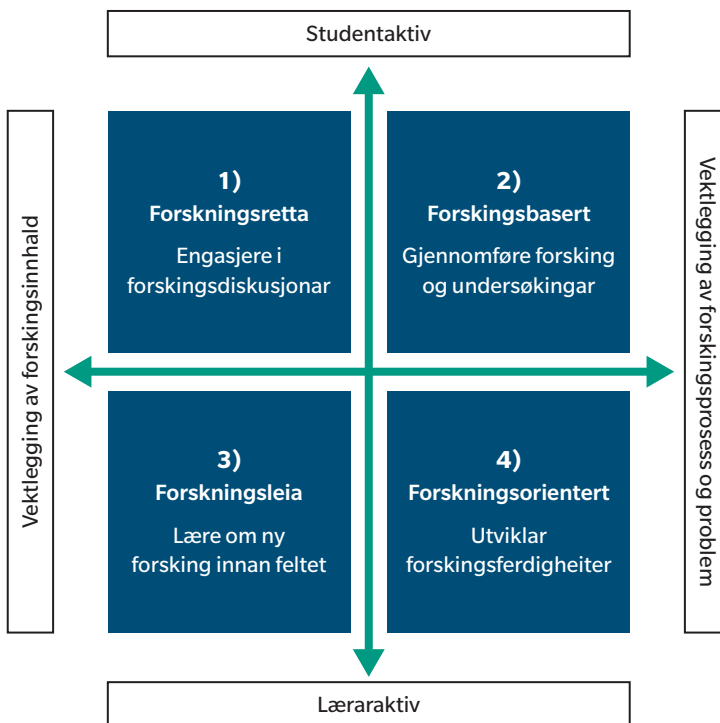 Studentaktiv
Vektlegging av forskingsinnhald
1)
Forskningsretta
Engasjere i
forskingsdiskusjonar
2)
Forskingsbasert
Gjennomføre forsking
og undersøkingar
Vektlegging av forskingsprosess og problem
3)
Forskningsleia
Lære om ny
forsking innan feltet
4)
Forskningsorientert
Utviklar
forskingsferdigheiter
Læraraktiv